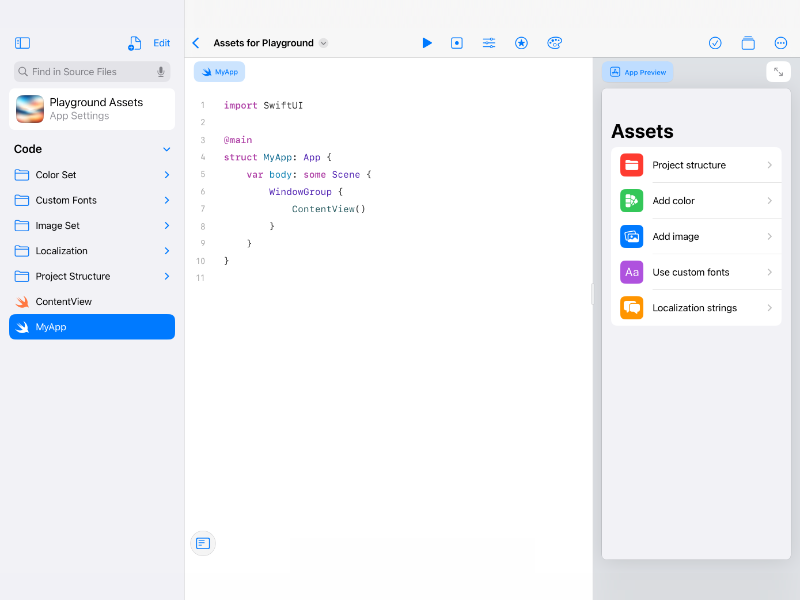 Edit
Assets for Playground
Find in Source Files
MyApp
App Preview
Playground Assets
App Settings
Code
Color Set
Custom Fonts
Image Set
Localization
Project Structure
ContentView
MyApp
1 import SwiftUI
2
3 @main
4 struct MyApp: App {
5 var body: some Scene {
6 WindowGroup {
7 ContentView()
8 }
9 }
10 }
11
Assets
Project structure
Add color
Add image
Aa Use custom fonts
Localization strings